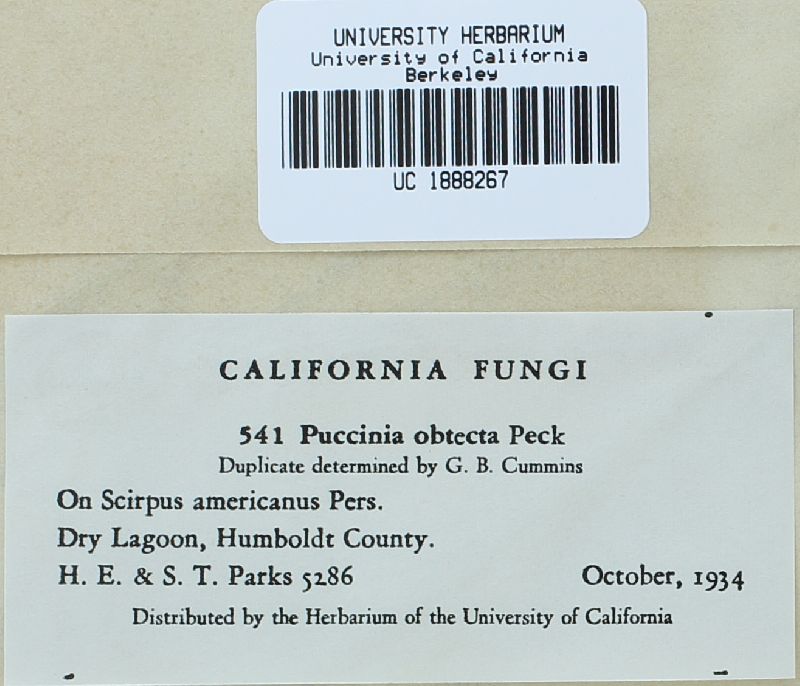 UNIVERSITY HERBARIUM
University of California
Berkeley
UC 1888267
CALIFORNIA FUNGI
541 Puccinia obtecta Peck
Duplicate determined by G. B. Cummins
On Scirpus americanus Pers.
Dry Lagoon, Humboldt County.
H. E. & S. T. Parks 5286 October, 1934
Distributed by the Herbarium of the University of California